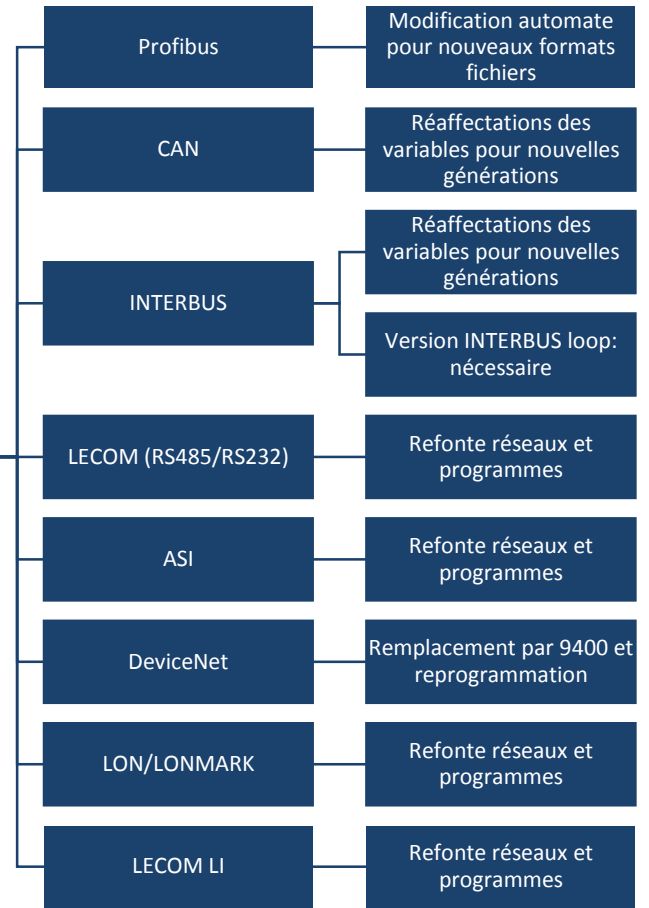 Profibus
Modification automate
pour nouveaux formats
fichiers
CAN
Réaffectations des
variables pour nouvelles
générations
INTERBUS
Réaffectations des
variables pour nouvelles
générations
Version INTERBUS loop:
nécessaire
LECOM (RS485/RS232)
Refonte réseaux et
programmes
ASI
Refonte réseaux et
programmes
DeviceNet
Remplacement par 9400 et
reprogrammation
LON/LONMARK
Refonte réseaux et
programmes
LECOM LI
Refonte réseaux et
programmes